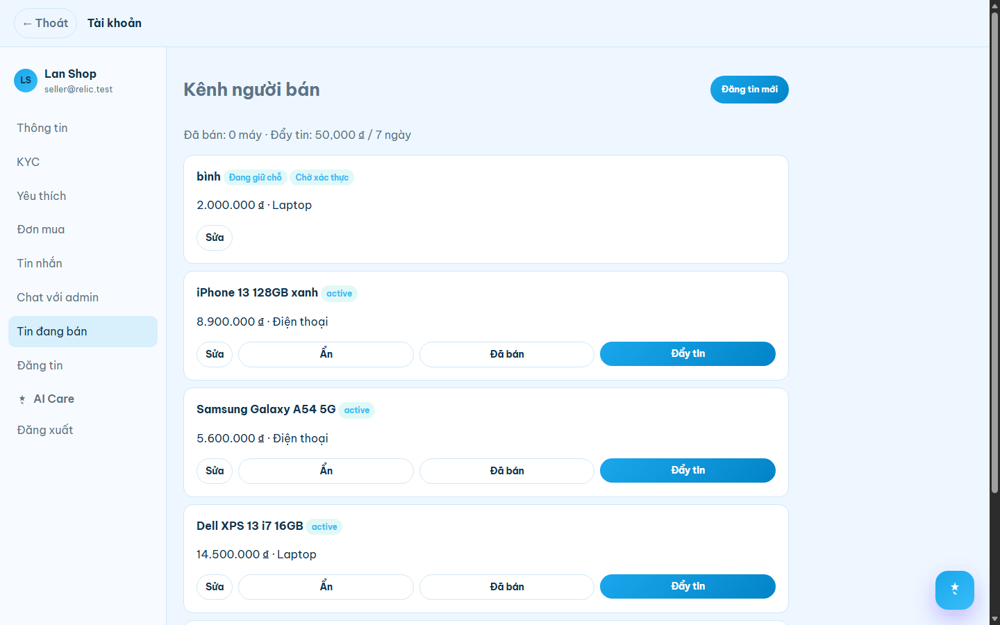 ← Thoát
Tài khoản
LS
Lan Shop
seller@relic.test
Thông tin
KYC
Yêu thích
Đơn mua
Tin nhắn
Chat với admin
Tin đang bán
Đăng tin
AI Care
Đăng xuất
Kênh người bán
Đăng tin mới
Đã bán: 0 máy · Đẩy tin: 50,000 ₫ / 7 ngày
bình Đang giữ chỗ Chờ xác thực
2.000.000 ₫ · Laptop
Sửa
iPhone 13 128GB xanh active
8.900.000 ₫ · Điện thoại
Sửa Ẩn Đã bán Đẩy tin
Samsung Galaxy A54 5G active
5.600.000 ₫ · Điện thoại
Sửa Ẩn Đã bán Đẩy tin
Dell XPS 13 i7 16GB active
14.500.000 ₫ · Laptop
Sửa Ẩn Đã bán Đẩy tin